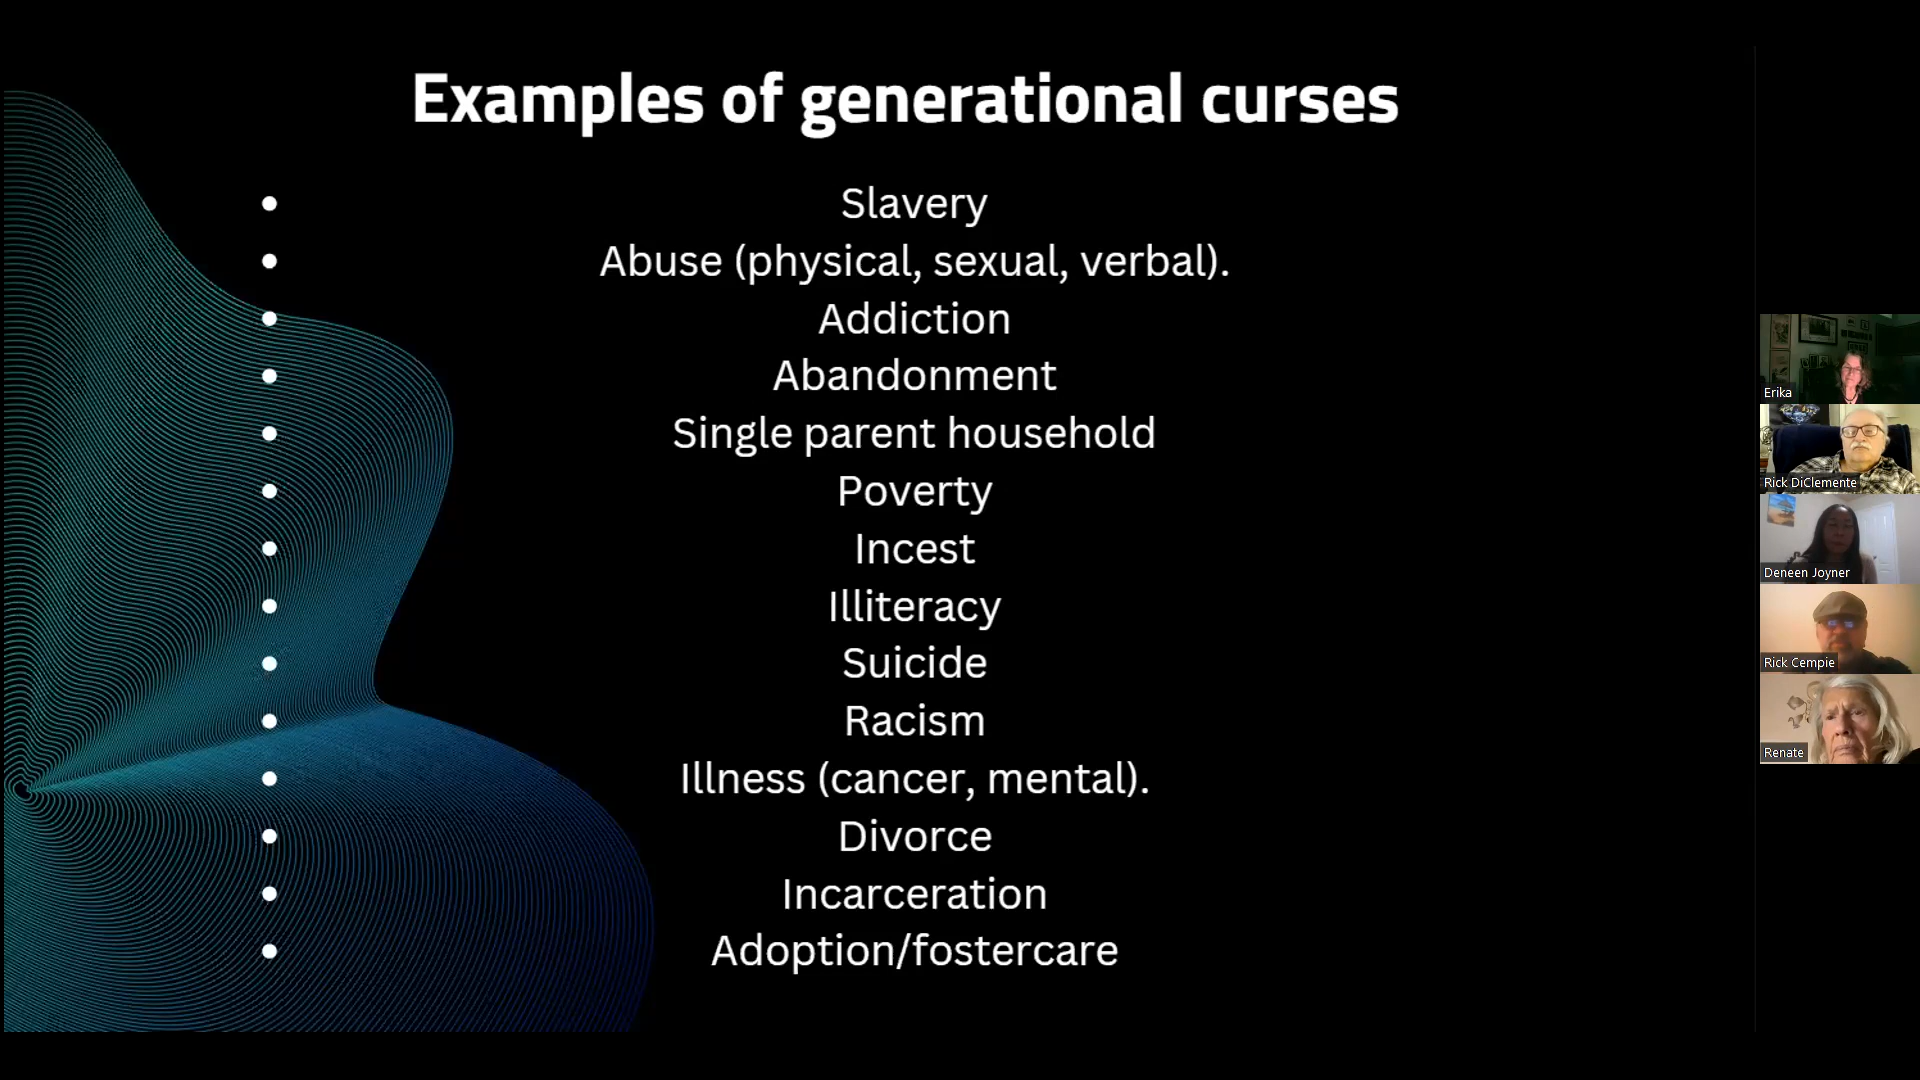 Examples of generational curses
Slavery
Abuse (physical, sexual, verbal).
Addiction
Abandonment
Single parent household
Poverty
Incest
Illiteracy
Suicide
Racism
Illness (cancer, mental).
Divorce
Incarceration
Adoption/fostercare
Erika
Rick DiClemente
Deneen Joyner
Rick Cempie
Renate